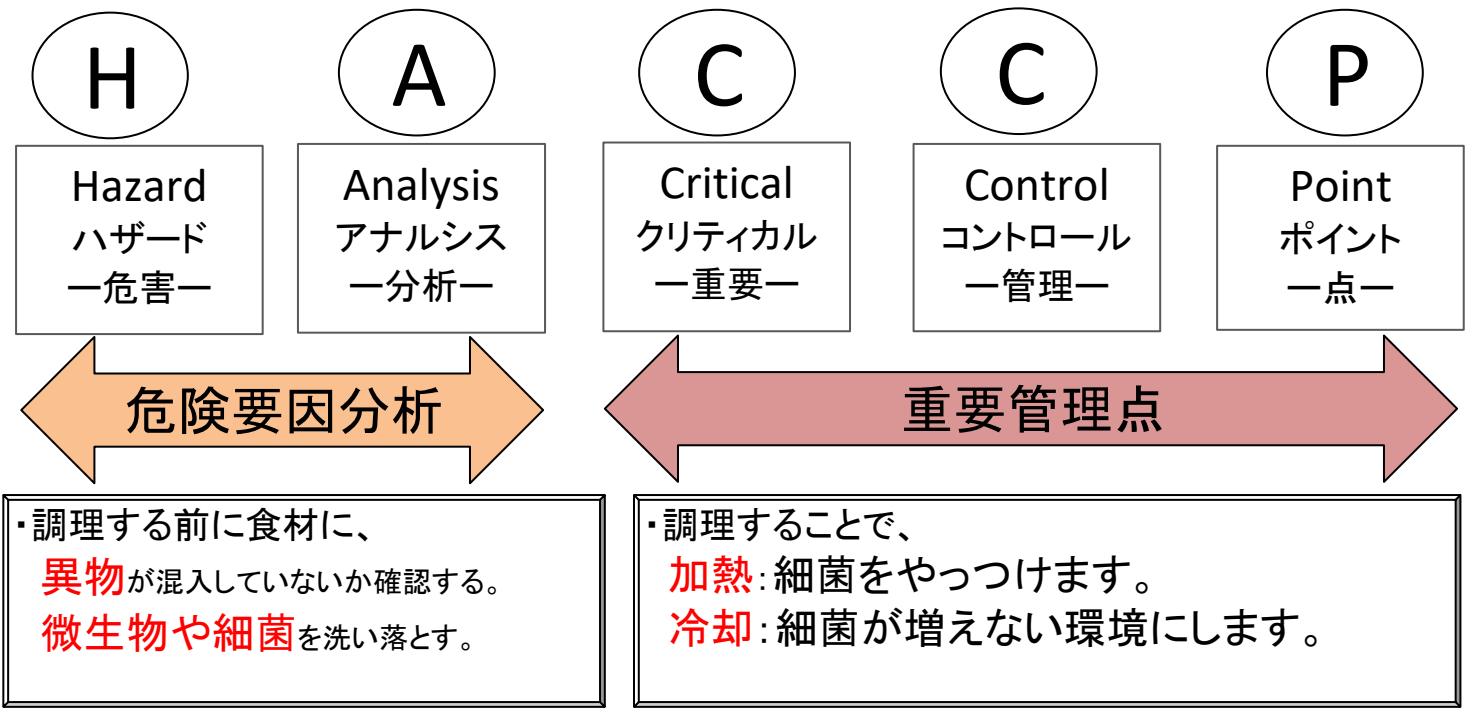 H
A
C
C
P
Hazard
ハザード
ー危害ー
Analysis
アナルシス
ー分析ー
Critical
クリティカル
ー重要ー
Control
コントロール
ー管理ー
Point
ポイント
ー点ー
危険要因分析
重要管理点
・調理する前に食材に、
異物が混入していないか確認する。
微生物や細菌を洗い落とす。
・調理することで、
加熱：細菌をやっつけます。
冷却：細菌が増えない環境にします。